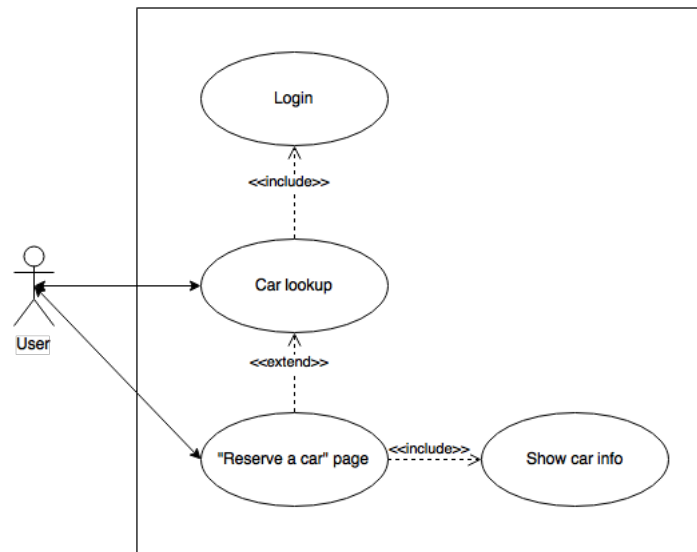 Login
<<include>>
Car lookup
User
<<extend>>
"Reserve a car" page
<<include>>
Show car info